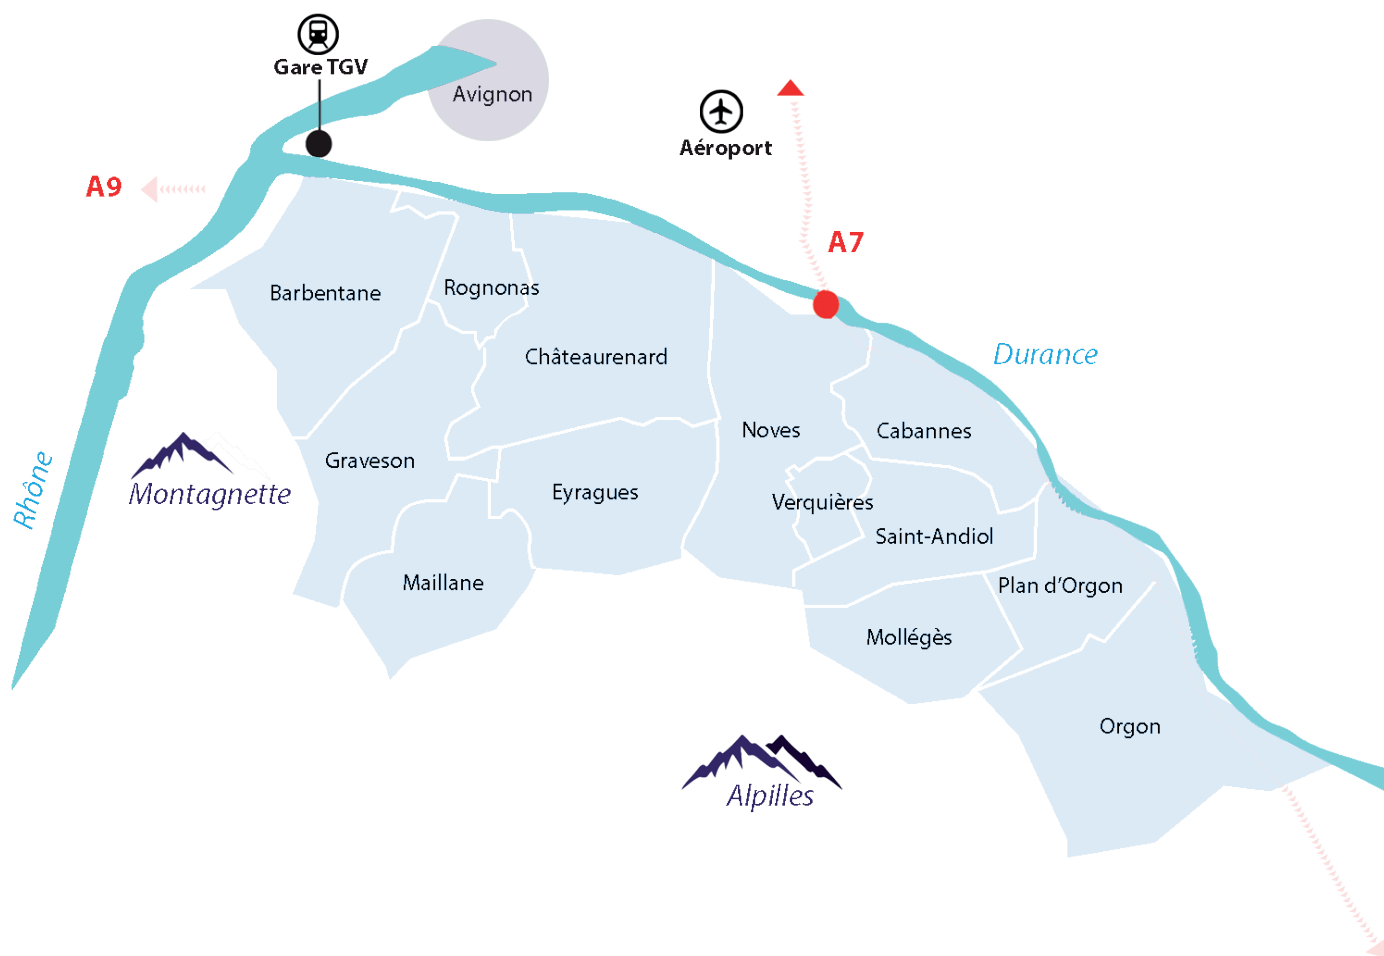 Gare TGV
Avignon
Aéroport
A9
A7
Barbentane
Rognonas
Châteaurenard
Durance
Noves
Cabannes
Graveson
Rhône
Montagnette
Eyragues
Verquières
Saint-Andiol
Maillane
Plan d’Orgon
Mollégès
Orgon
Alpilles